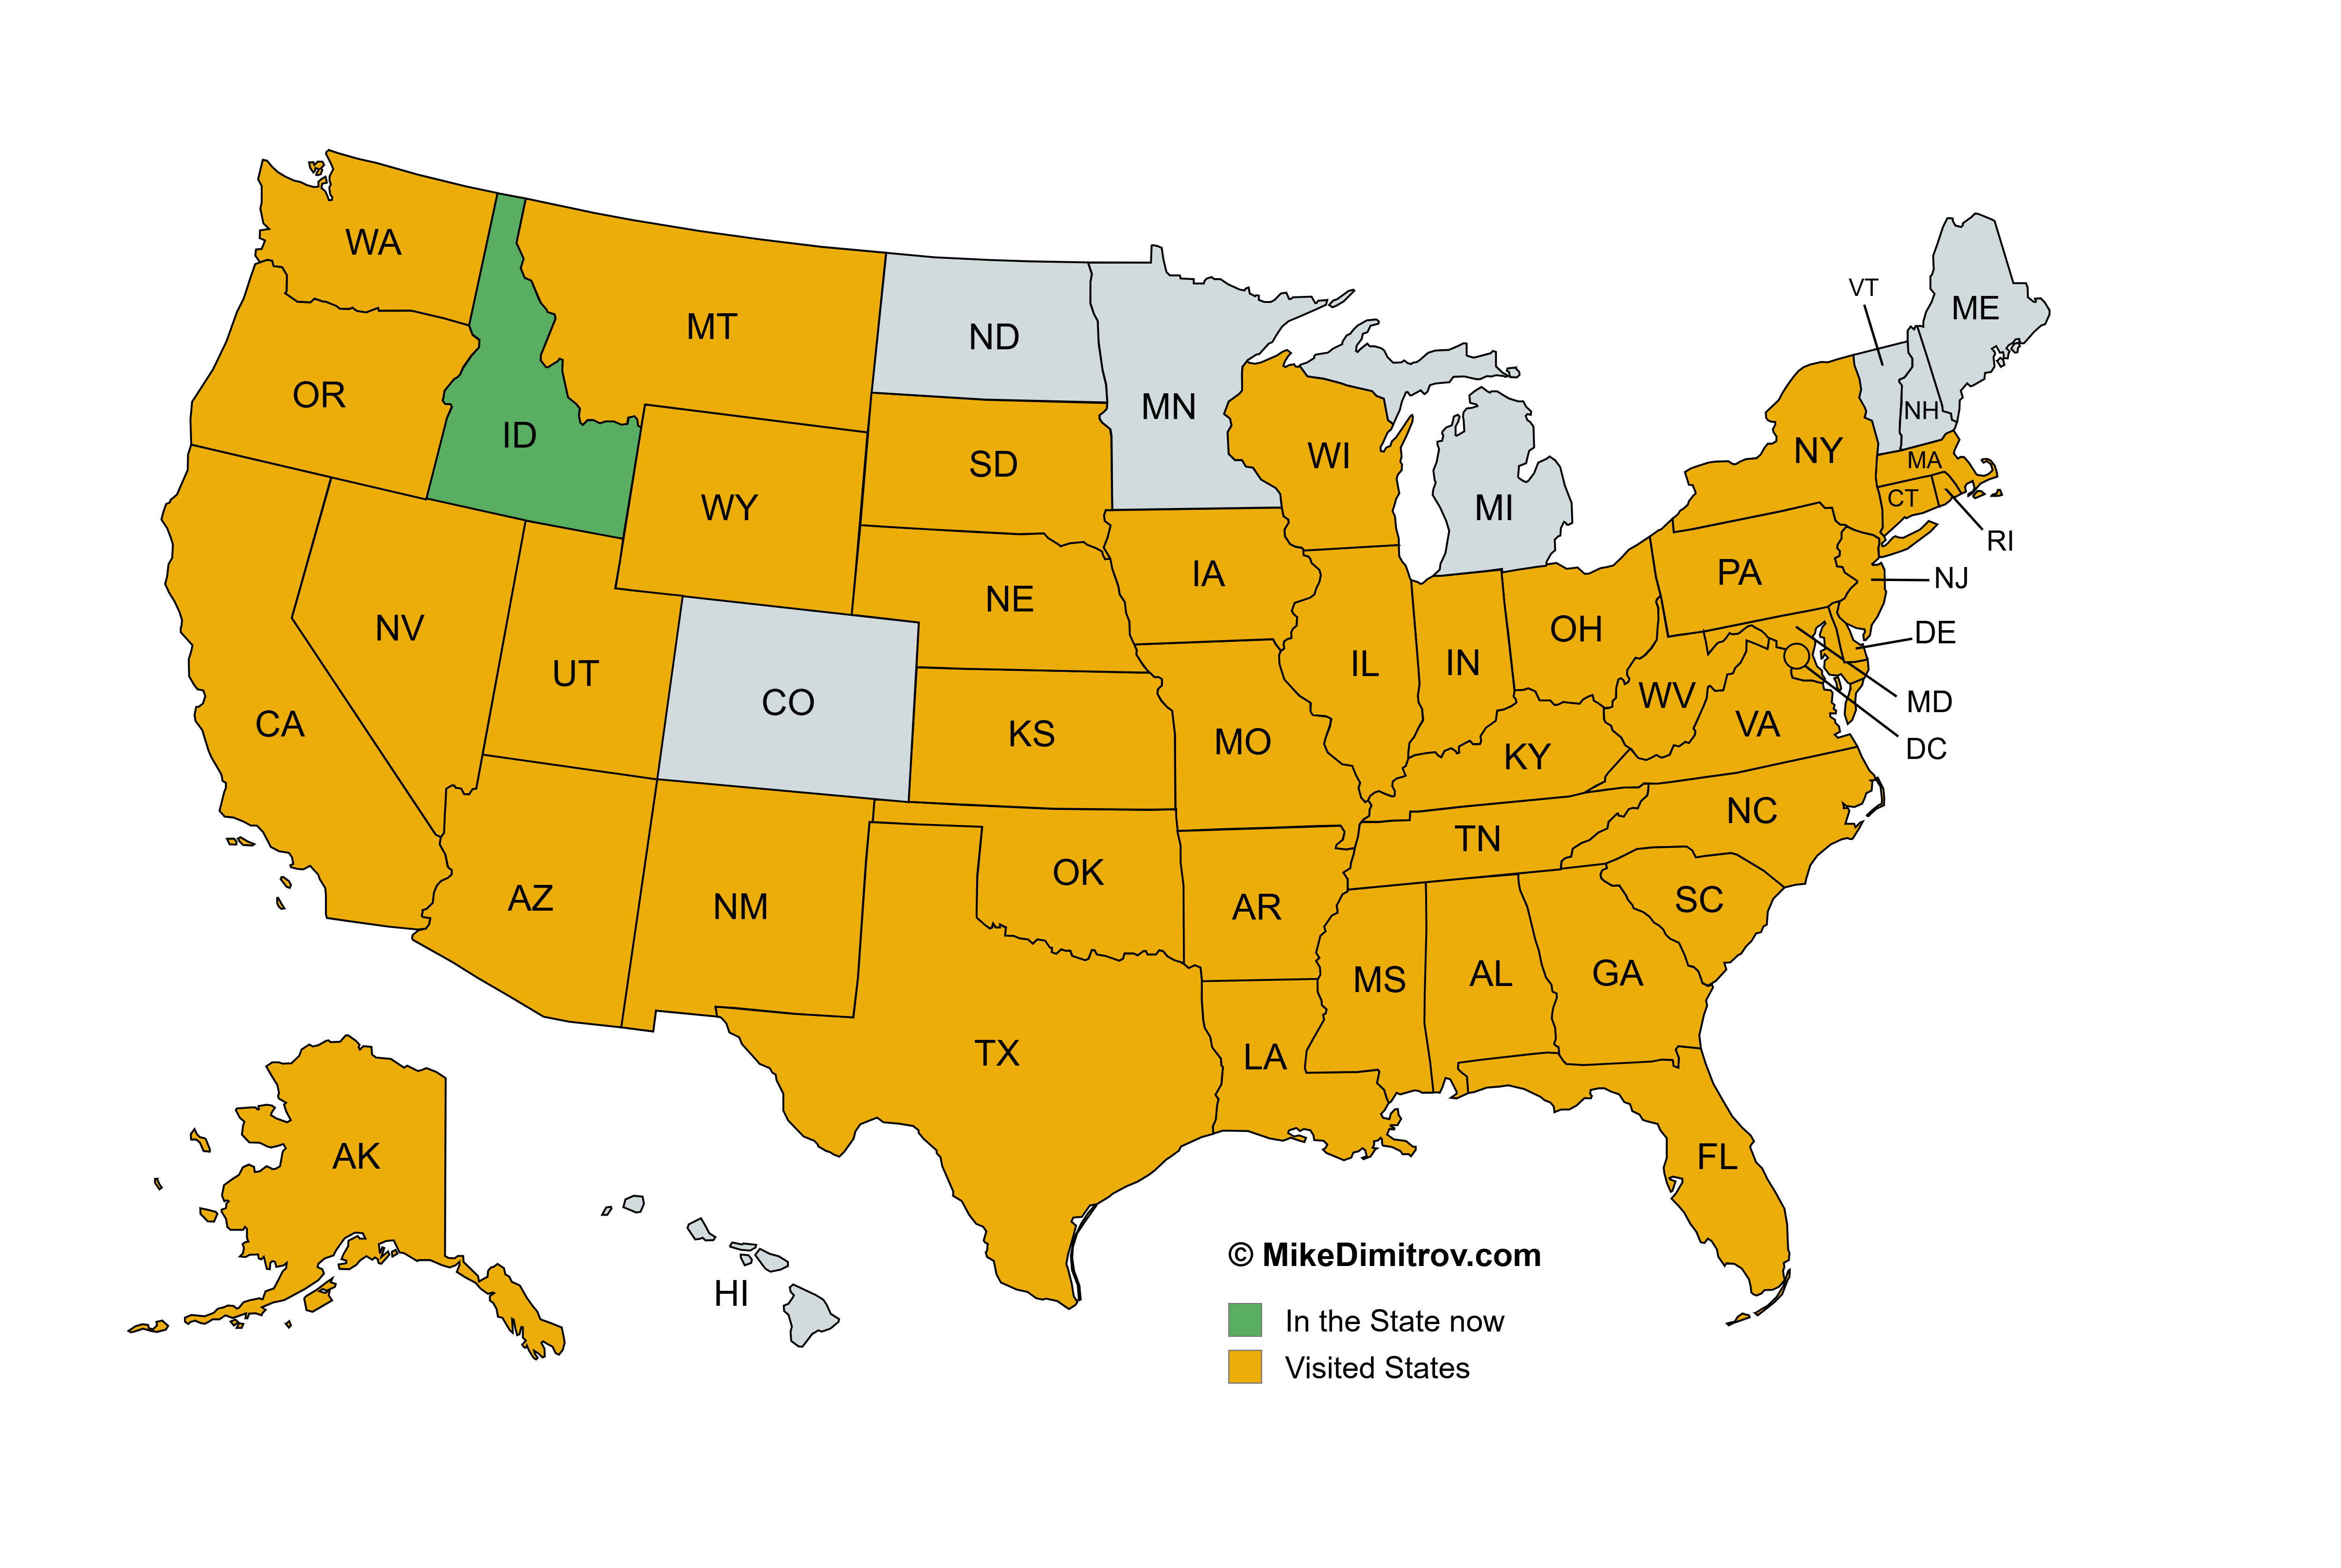 WA
MT
ND
MN
VT
ME
OR
ID
NH
WI
NY
MA
SD
WY
MI
CT
RI
IA
PA
NJ
NE
NV
OH
DE
UT
IL
IN
WV
MD
CO
CA
KS
MO
VA
DC
KY
NC
TN
OK
AZ
NM
AR
SC
MS
AL
GA
TX
LA
AK
FL
© MikeDimitrov.com
HI
In the State now
Visited States